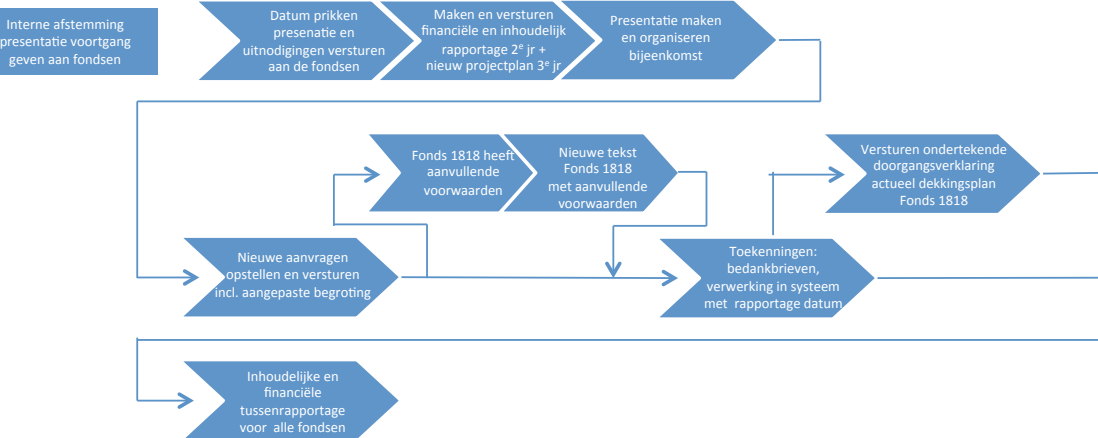 Interne afstemming
presentatie voortgang
geven aan fondsen
Datum prikken
presenatie en
uitnodigingen versturen
aan de fondsen
Maken en versturen
financiële en inhoudelijk
rapportage 2e jr +
nieuw projectplan 3e jr
Presentatie maken
en organiseren
bijeenkomst
Fonds 1818 heeft
aanvullende
voorwaarden
Nieuwe tekst
Fonds 1818
met aanvullende
voorwaarden
Versturen ondertekende
doorgangsverklaring
actueel dekkingsplan
Fonds 1818
Nieuwe aanvragen
opstellen en versturen
incl. aangepaste begroting
Toekenningen:
bedankbrieven,
verwerking in systeem
met rapportage datum
Inhoudelijke en
financiële
tussenrapportage
voor alle fondsen